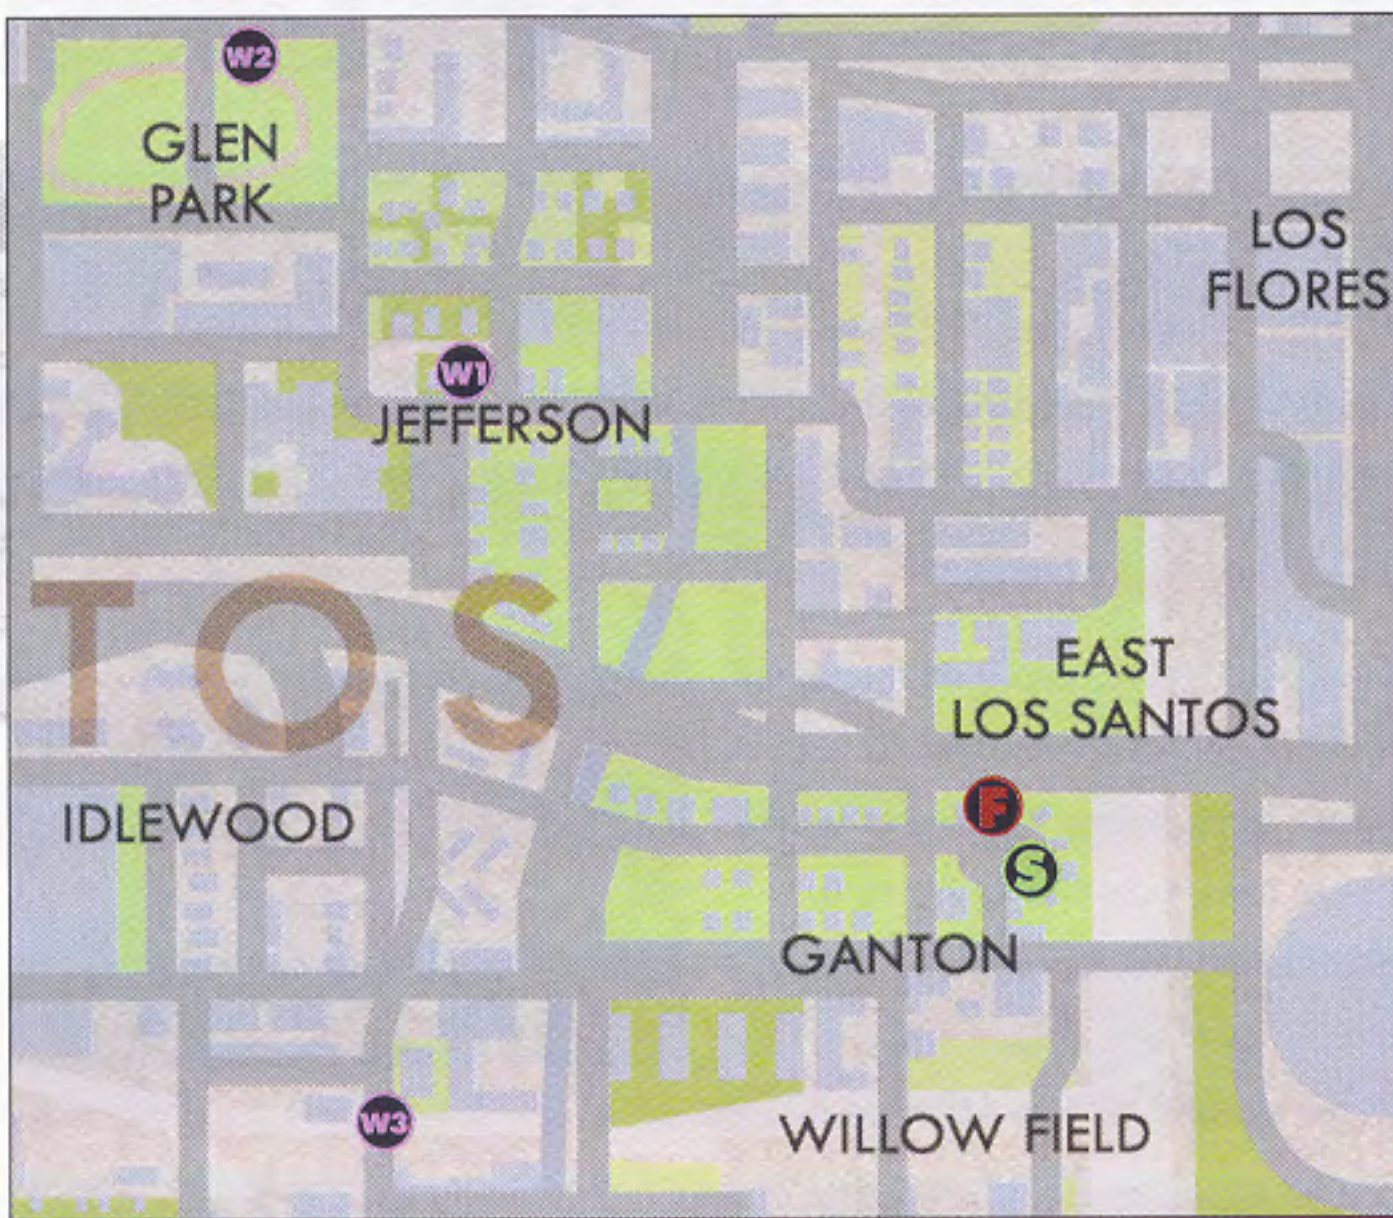 W2
GLEN
PARK
LOS
FLORES
W1
JEFFERSON
TOS
EAST
LOS SANTOS
F
IDLEWOOD
S
GANTON
W3
WILLOW FIELD